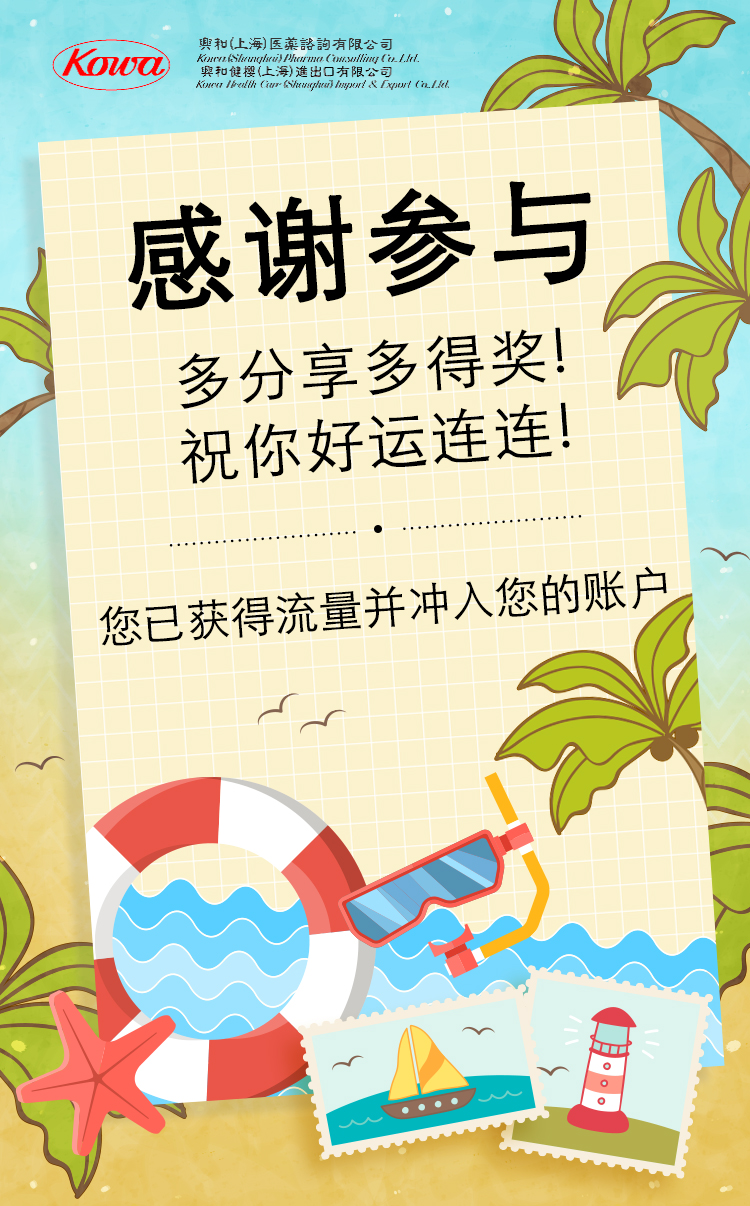 Kowa
興和(上海)医薬諮詢有限公司
Kowa (Shanghai) Pharma Consulting Co.Ltd.
興和健櫻(上海)進出口有限公司
Kowa Health Care (Shanghai) Import & Export Co.,Ltd.
感谢参与
多分享多得奖!
祝你好运连连!
您已获得流量并冲入您的账户